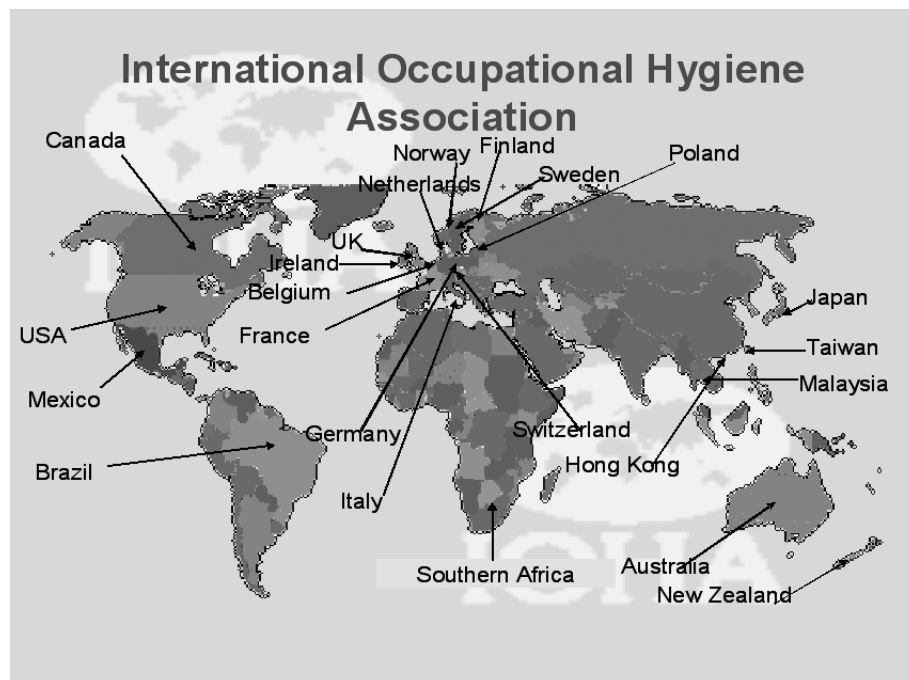 International Occupational Hygiene
Association
Canada
Norway
Finland
Poland
Netherlands
Sweden
UK
Ireland
Belgium
Japan
USA
France
Taiwan
Malaysia
Mexico
Germany
Switzerland
Brazil
Hong Kong
Italy
Southern Africa
Australia
New Zealand
IOHA